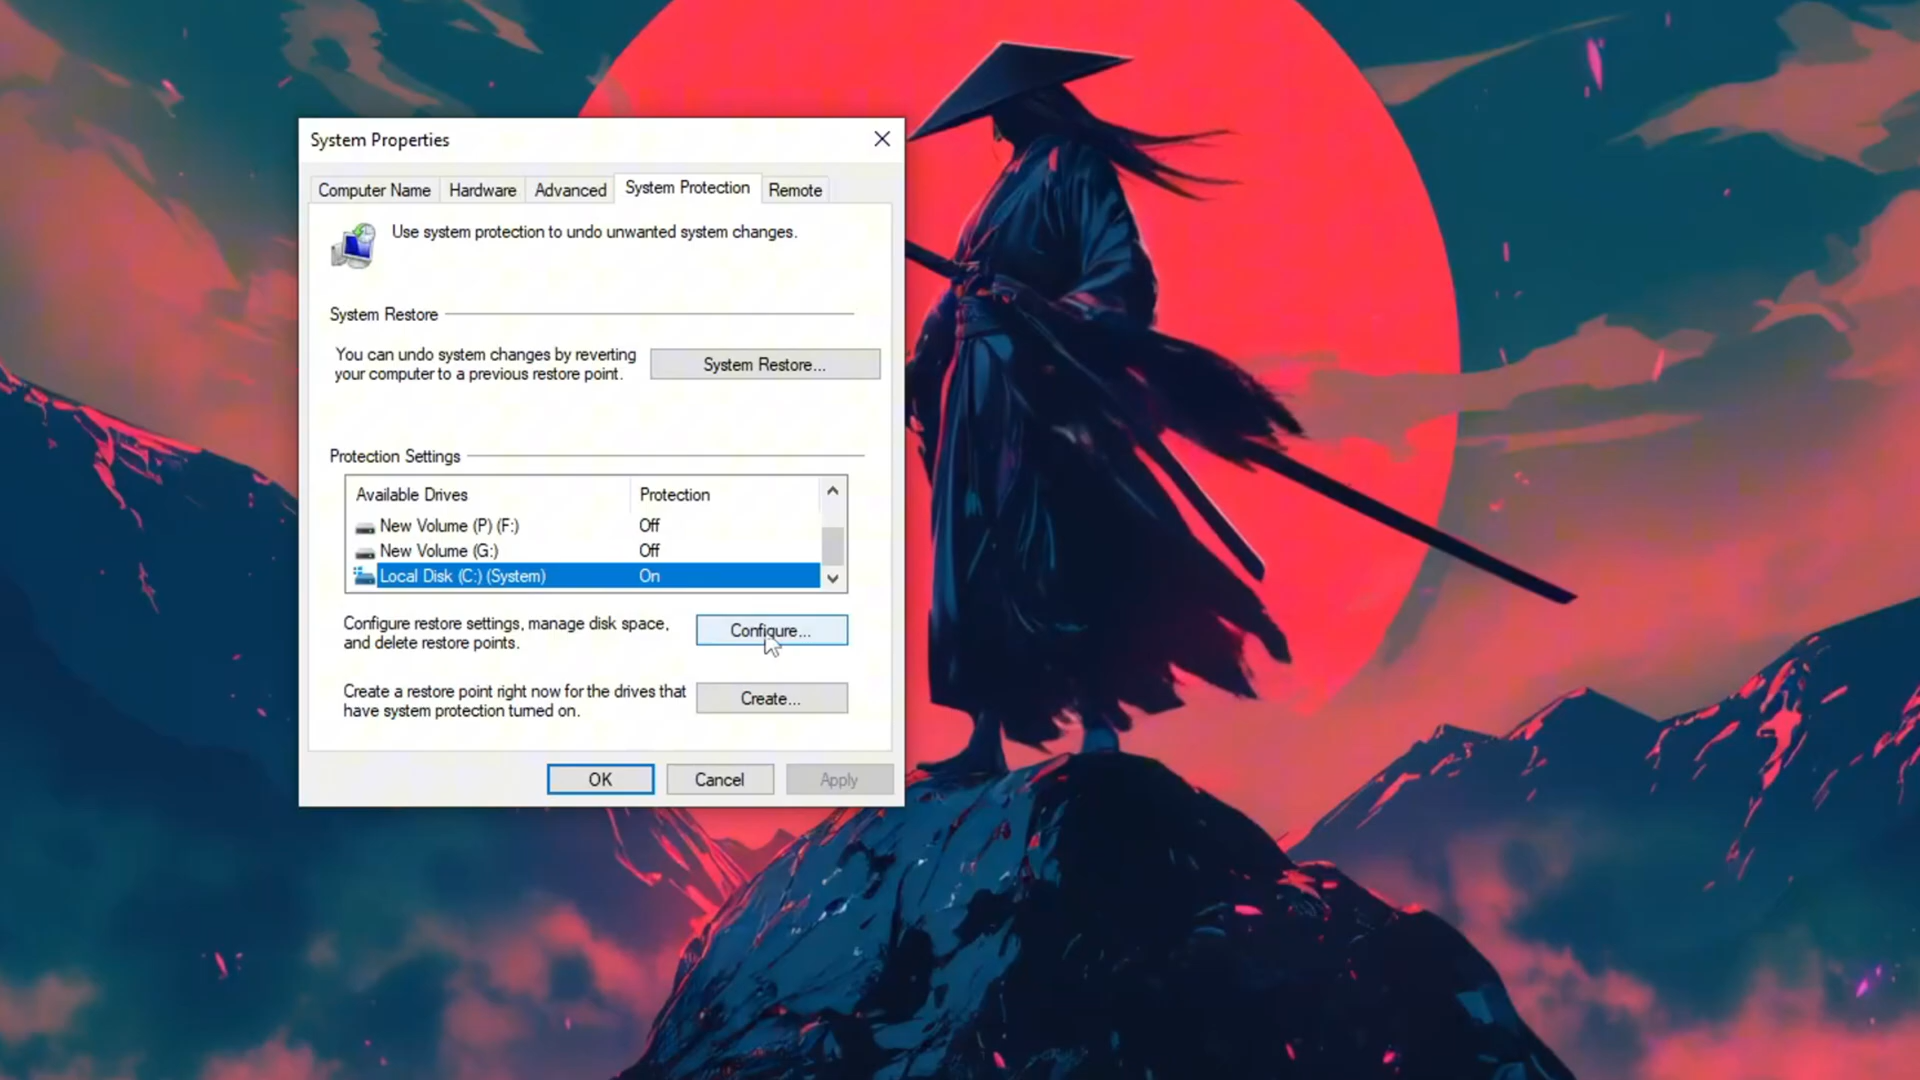 System Properties
Computer Name Hardware Advanced System Protection Remote
Use system protection to undo unwanted system changes.
System Restore
You can undo system changes by reverting
your computer to a previous restore point.
System Restore...
Protection Settings
Available Drives Protection
New Volume (P) (F:) Off
New Volume (G:) Off
Local Disk (C:) (System) On
Configure restore settings, manage disk space,
and delete restore points.
Configure...
Create a restore point right now for the drives that
have system protection turned on.
Create...
OK Cancel Apply